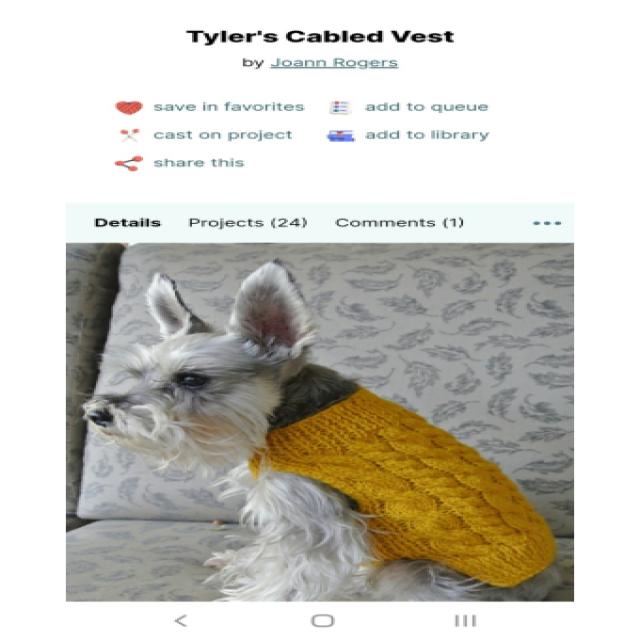 Tyler's Cabled Vest
by Joann Rogers
save in favorites
add to queue
cast on project
add to library
share this
Details Projects (24) Comments (1)